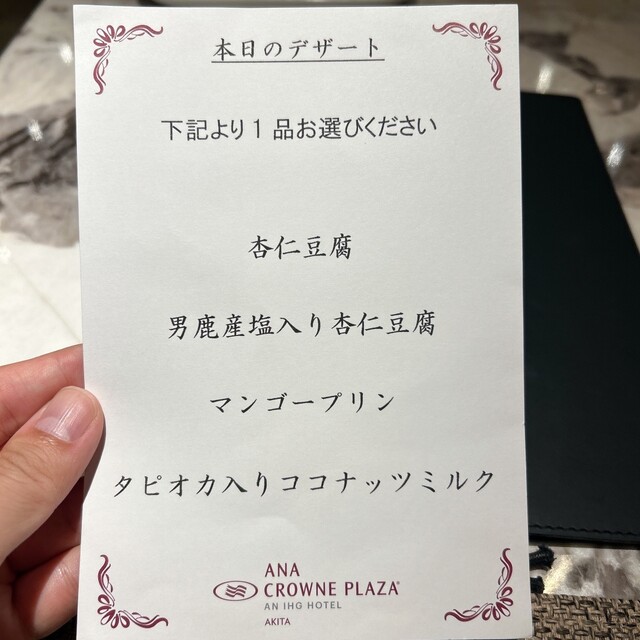 本日のデザート
下記より1品お選びください
杏仁豆腐
男鹿産塩入り杏仁豆腐
マンゴープリン
タピオカ入りココナッツミルク
ANA
CROWNE PLAZA®
AN IHG HOTEL
AKITA